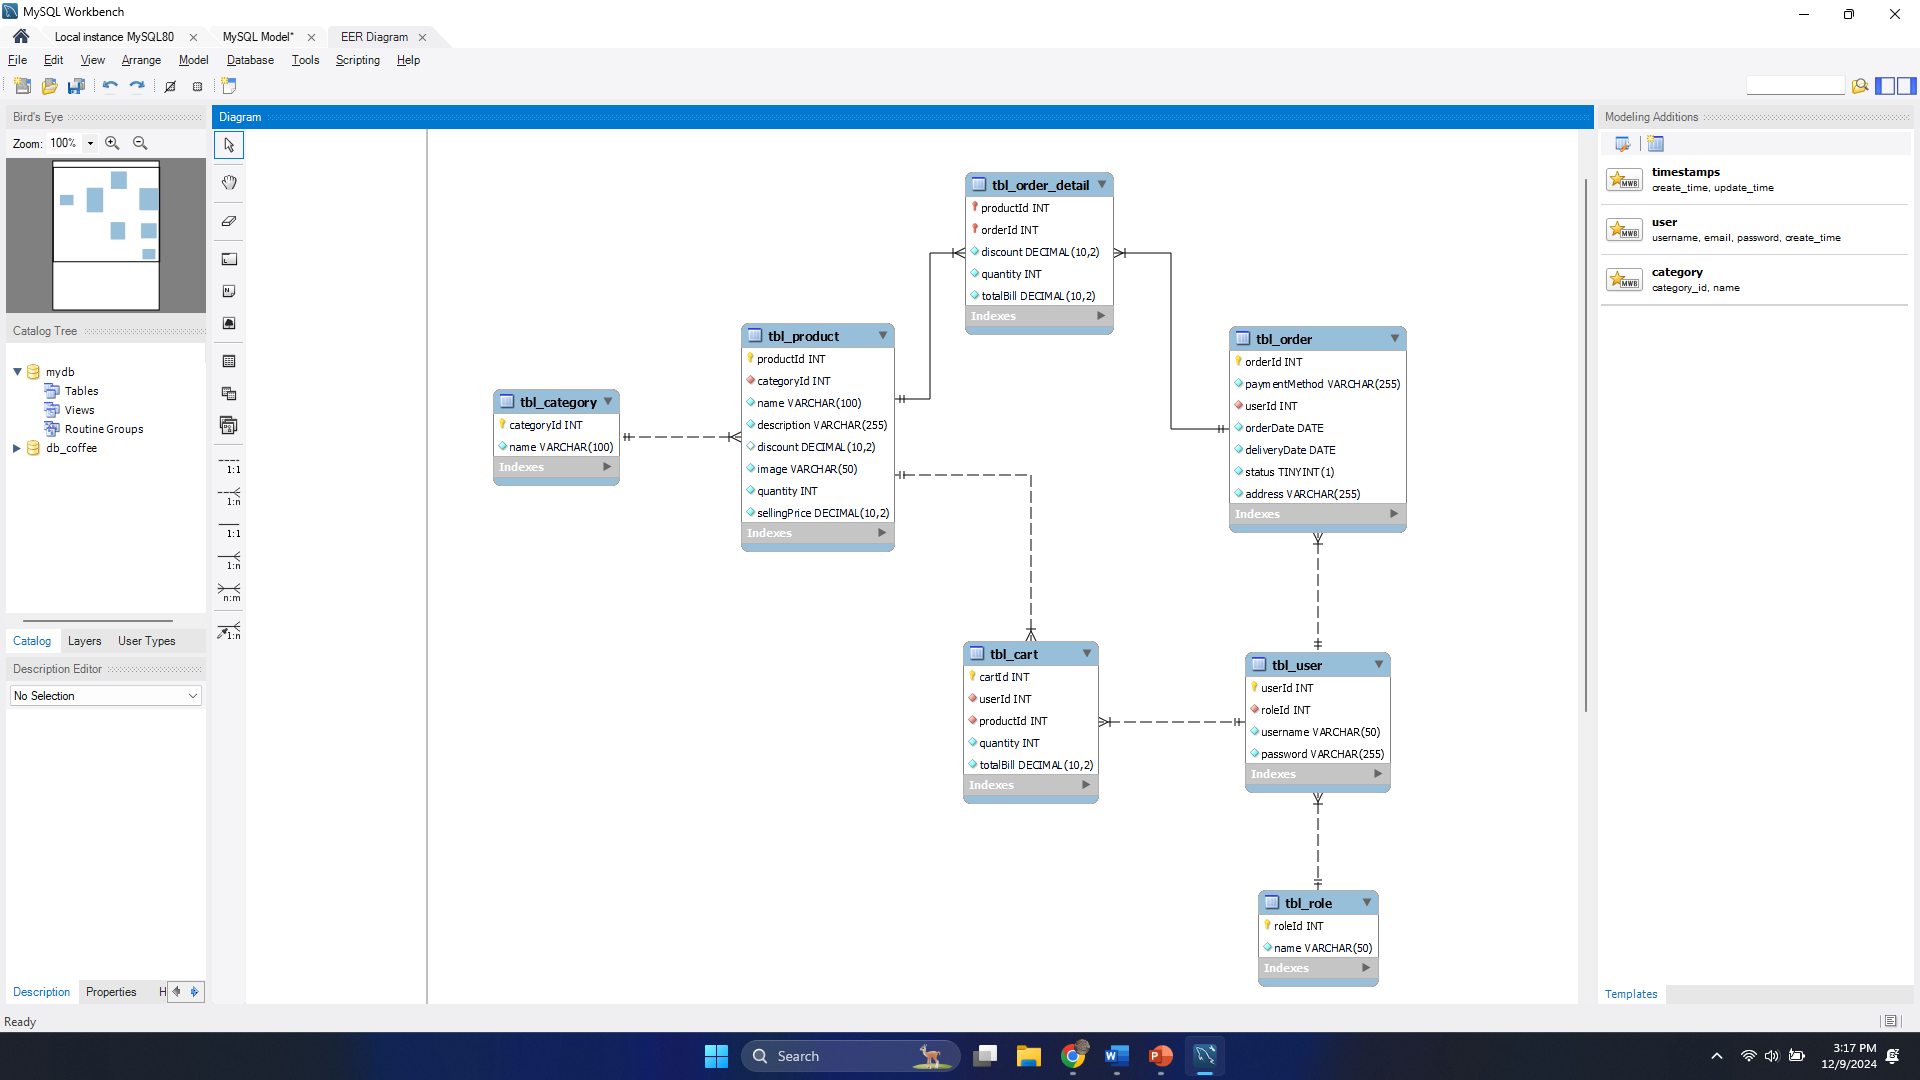 MySQL Workbench
Local instance MySQL80
MySQL Model*
EER Diagram
File Edit View Arrange Model Database Tools Scripting Help
Bird's Eye
Zoom: 100%
Catalog Tree
mydb
Tables
Views
Routine Groups
db_coffee
Catalog Layers User Types
Description Editor
No Selection
Description Properties H
Ready
Diagram
1:1
1:n
1:1
1:n
n:m
1:n
tbl_order_detail
productId INT
orderId INT
discount DECIMAL(10,2)
quantity INT
totalBill DECIMAL(10,2)
Indexes
tbl_product
productId INT
categoryId INT
name VARCHAR(100)
description VARCHAR(255)
discount DECIMAL(10,2)
image VARCHAR(50)
quantity INT
sellingPrice DECIMAL(10,2)
Indexes
tbl_order
orderId INT
paymentMethod VARCHAR(255)
userId INT
orderDate DATE
deliveryDate DATE
status TINYINT(1)
address VARCHAR(255)
Indexes
tbl_category
categoryId INT
name VARCHAR(100)
Indexes
tbl_cart
cartId INT
userId INT
productId INT
quantity INT
totalBill DECIMAL(10,2)
Indexes
tbl_user
userId INT
roleId INT
username VARCHAR(50)
password VARCHAR(255)
Indexes
tbl_role
roleId INT
name VARCHAR(50)
Indexes
Modeling Additions
MWB
timestamps
create_time, update_time
MWB
user
username, email, password, create_time
MWB
category
category_id, name
Templates
Search
W
P
3:17 PM
12/9/2024